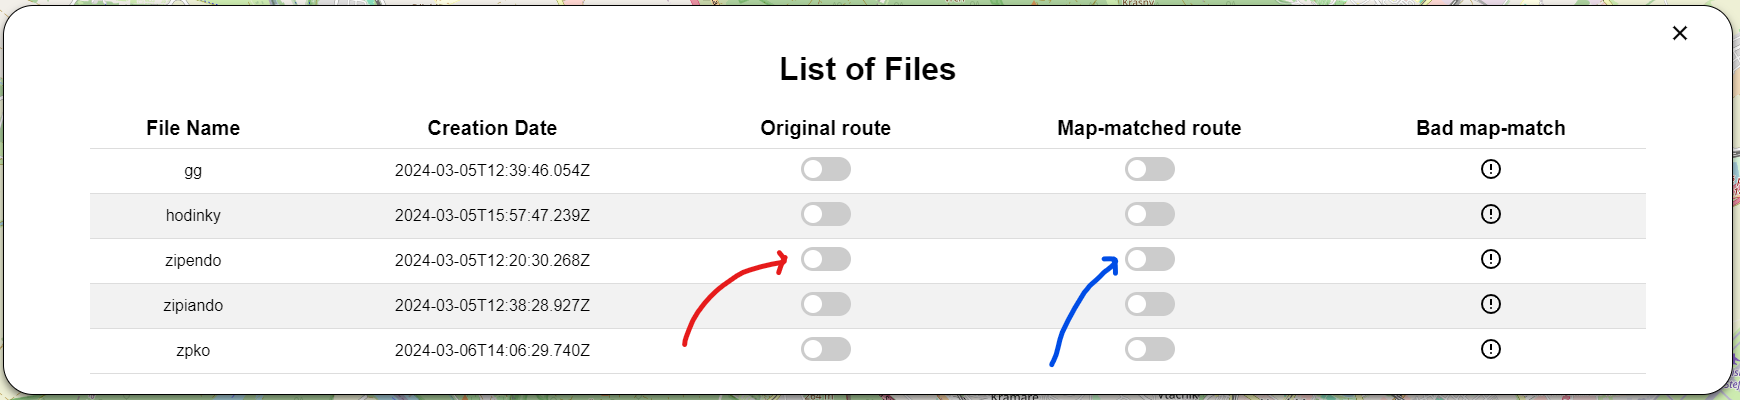 Krasny
List of Files
File Name Creation Date Original route Map-matched route Bad map-match
gg 2024-03-05T12:39:46.054Z
hodinky 2024-03-05T15:57:47.239Z
zipendo 2024-03-05T12:20:30.268Z
zipiando 2024-03-05T12:38:28.927Z
zpko 2024-03-06T14:06:29.740Z
Kramáre